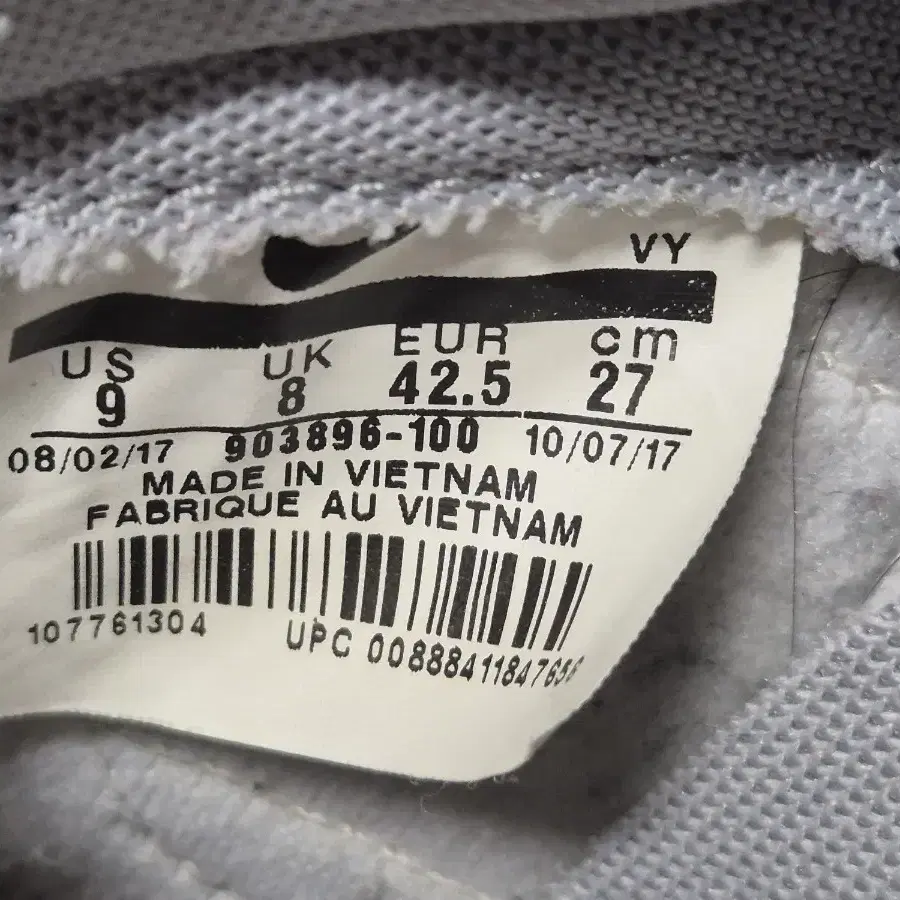 VY
US UK EUR cm
9 8 42.5 27
08/02/17 903896-100 10/07/17
MADE IN VIETNAM
FABRIQUE AU VIETNAM
107761304 UPC 00888411847656